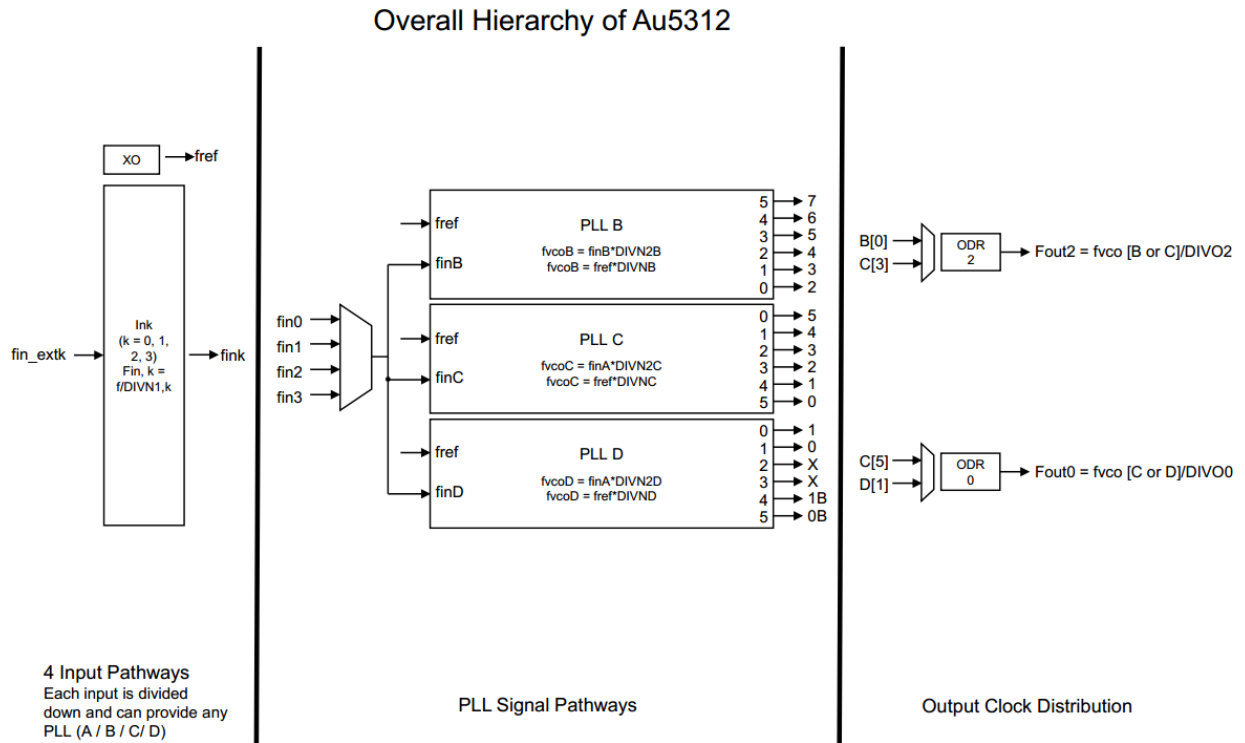 Overall Hierarchy of Au5312
XO
fref
fin_extk
Ink
(k = 0, 1,
2, 3)
Fin, k =
f/DIVN1,k
fink
4 Input Pathways
Each input is divided
down and can provide any
PLL (A / B / C/ D)
fin0
fin1
fin2
fin3
fref
finB
PLL B
fvcoB = finB*DIVN2B
fvcoB = fref*DIVNB
5 7
4 6
3 5
2 4
1 3
0 2
fref
finC
PLL C
fvcoC = finA*DIVN2C
fvcoC = fref*DIVNC
0 5
1 4
2 3
3 2
4 1
5 0
fref
finD
PLL D
fvcoD = finA*DIVN2D
fvcoD = fref*DIVND
0 1
1 0
2 X
3 X
4 1B
5 0B
PLL Signal Pathways
B[0]
C[3]
ODR
2
Fout2 = fvco [B or C]/DIVO2
C[5]
D[1]
ODR
0
Fout0 = fvco [C or D]/DIVO0
Output Clock Distribution